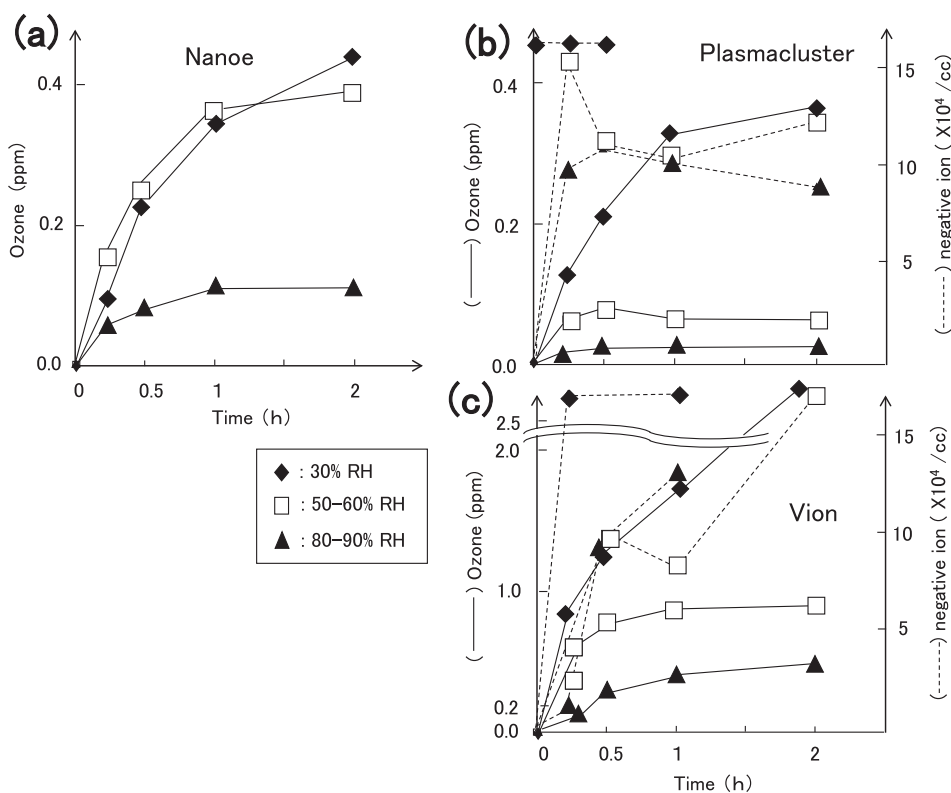 (a)
Nanoe
Ozone (ppm)
0.4
0.2
0.0
0
0.5
1
2
Time (h)
◆ : 30% RH
□ : 50-60% RH
▲ : 80-90% RH
(b)
Plasmacluster
(——) Ozone (ppm)
0.4
0.2
0.0
15
10
5
(-----) negative ion ( X10⁴ /cc)
(c)
Vion
(——) Ozone (ppm)
2.5
2.0
1.0
0.2
0.0
0
0.5
1
2
Time (h)
15
10
5
(-----) negative ion ( X10⁴ /cc)